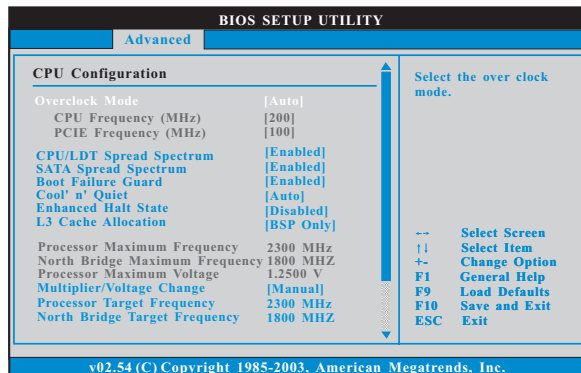 BIOS SETUP UTILITY
Advanced
CPU Configuration
Overclock Mode [Auto]
CPU Frequency (MHz) [200]
PCIE Frequency (MHz) [100]
CPU/LDT Spread Spectrum [Enabled]
SATA Spread Spectrum [Enabled]
Boot Failure Guard [Enabled]
Cool' n' Quiet [Auto]
Enhanced Halt State [Disabled]
L3 Cache Allocation [BSP Only]
Processor Maximum Frequency 2300 MHz
North Bridge Maximum Frequency 1800 MHZ
Processor Maximum Voltage 1.2500 V
Multiplier/Voltage Change [Manual]
Processor Target Frequency 2300 MHz
North Bridge Target Frequency 1800 MHZ
Select the over clock
mode.
←→ Select Screen
↑↓ Select Item
+- Change Option
F1 General Help
F9 Load Defaults
F10 Save and Exit
ESC Exit
v02.54 (C) Copyright 1985-2003, American Megatrends, Inc.